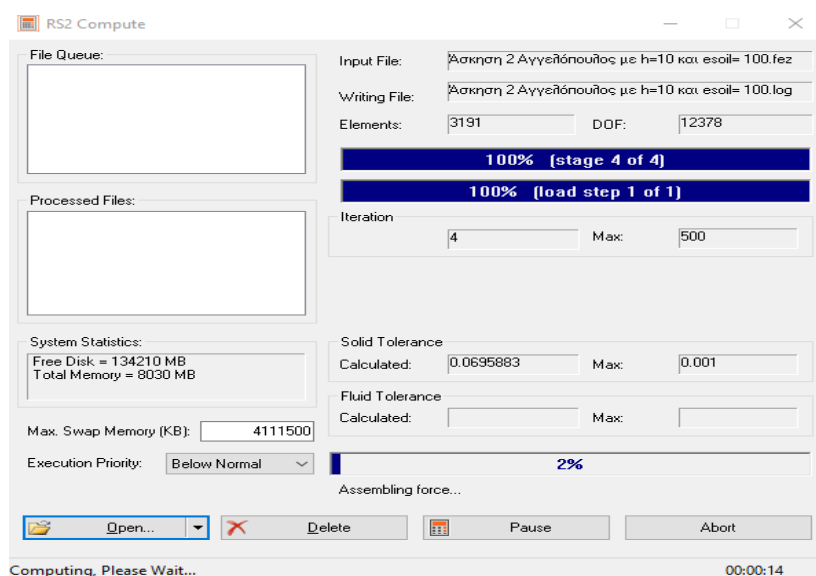 RS2 Compute
File Queue:
Input File:
Άσκηση 2 Αγγελόπουλος με h=10 και esoil= 100.fez
Writing File:
Άσκηση 2 Αγγελόπουλος με h=10 και esoil= 100.log
Elements:
3191
DOF:
12378
100% (stage 4 of 4)
100% (load step 1 of 1)
Processed Files:
Iteration
4
Max:
500
System Statistics:
Free Disk = 134210 MB
Total Memory = 8030 MB
Solid Tolerance
Calculated:
0.0695883
Max:
0.001
Fluid Tolerance
Calculated:
Max:
Max. Swap Memory (KB):
4111500
Execution Priority:
Below Normal
2%
Assembling force...
Open...
Delete
Pause
Abort
Computing, Please Wait...
00:00:14